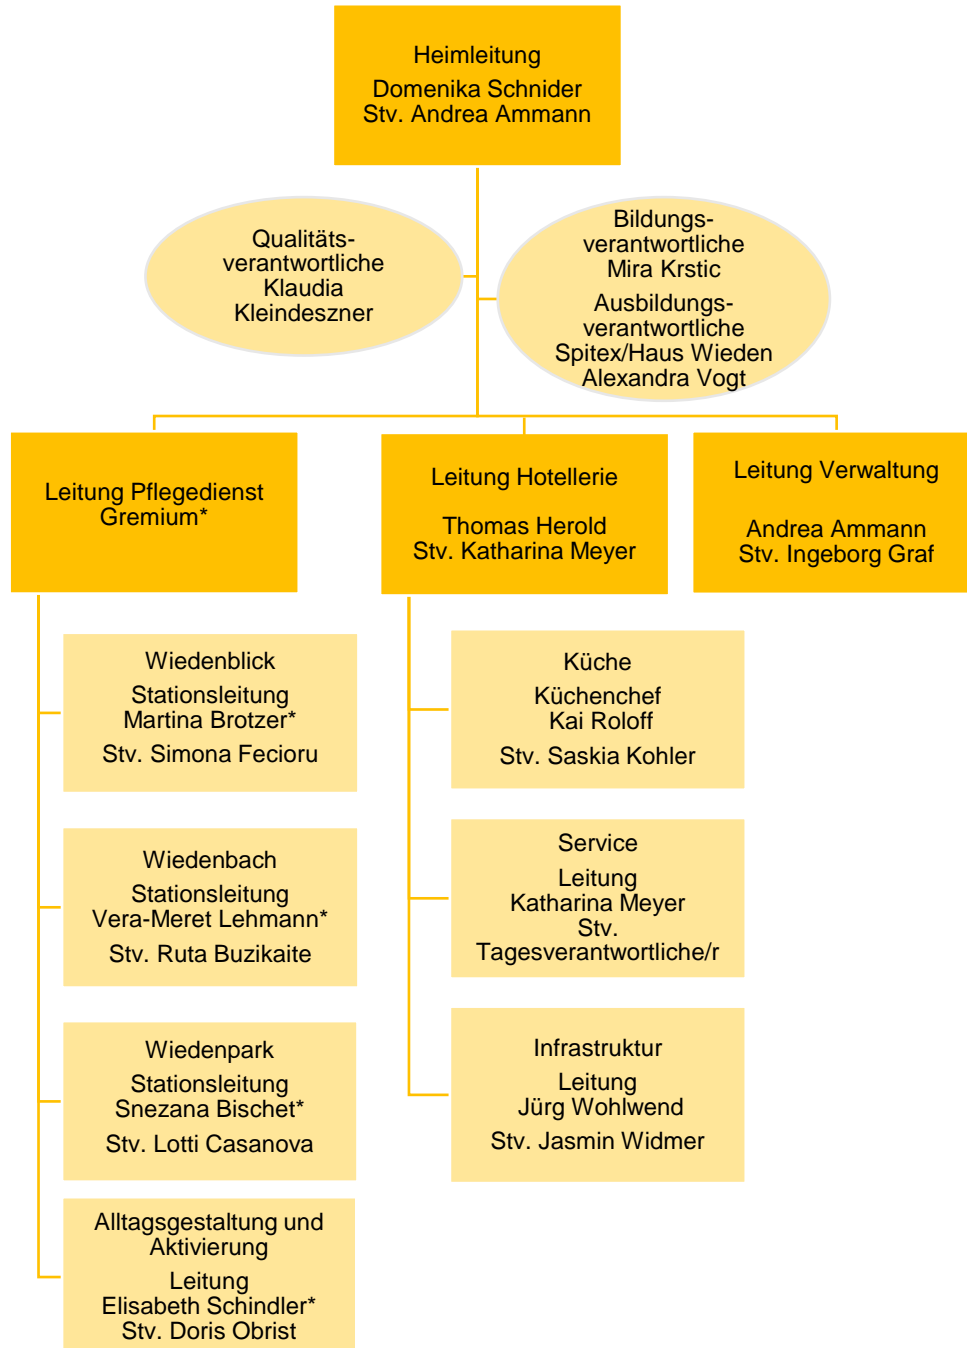 Heimleitung
Domenika Schnider
Stv. Andrea Ammann
Qualitäts-
verantwortliche
Klaudia
Kleindeszner
Bildungs-
verantwortliche
Mira Krstic
Ausbildungs-
verantwortliche
Spitex/Haus Wieden
Alexandra Vogt
Leitung Pflegedienst
Gremium*
Leitung Hotellerie
Thomas Herold
Stv. Katharina Meyer
Leitung Verwaltung
Andrea Ammann
Stv. Ingeborg Graf
Wiedenblick
Stationsleitung
Martina Brotzer*
Stv. Simona Fecioru
Wiedenbach
Stationsleitung
Vera-Meret Lehmann*
Stv. Ruta Buzikaite
Wiedenpark
Stationsleitung
Snezana Bischet*
Stv. Lotti Casanova
Alltagsgestaltung und
Aktivierung
Leitung
Elisabeth Schindler*
Stv. Doris Obrist
Küche
Küchenchef
Kai Roloff
Stv. Saskia Kohler
Service
Leitung
Katharina Meyer
Stv.
Tagesverantwortliche/r
Infrastruktur
Leitung
Jürg Wohlwend
Stv. Jasmin Widmer